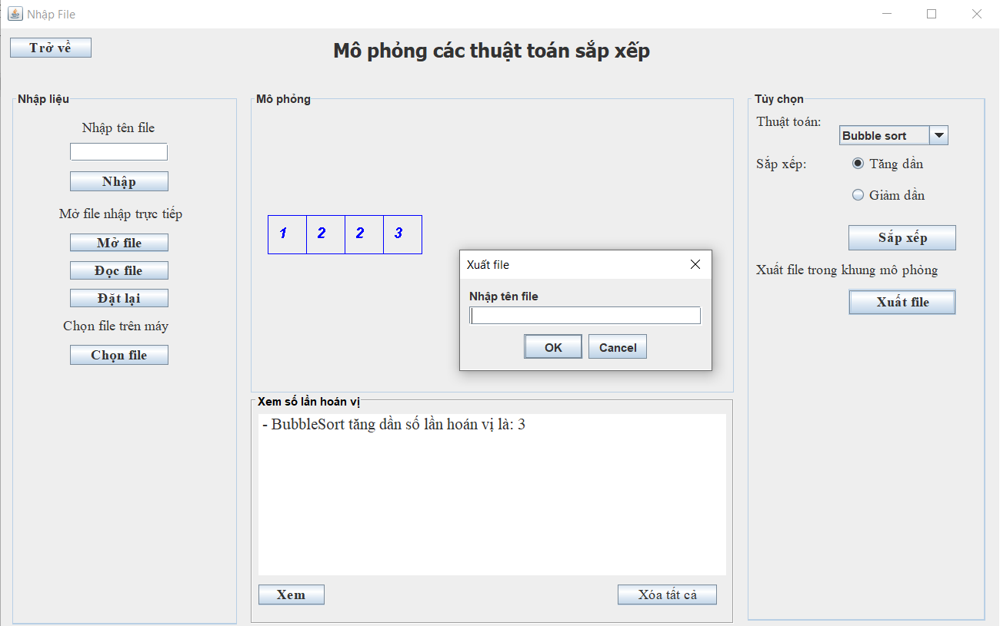 Nhập File
Trở về
Mô phỏng các thuật toán sắp xếp
Nhập liệu
Nhập tên file
Nhập
Mở file nhập trực tiếp
Mở file
Đọc file
Đặt lại
Chọn file trên máy
Chọn file
Mô phỏng
1 2 2 3
Xuất file
Nhập tên file
OK Cancel
Xem số lần hoán vị
- BubbleSort tăng dần số lần hoán vị là: 3
Xem Xóa tất cả
Tùy chọn
Thuật toán:
Bubble sort
Sắp xếp: Tăng dần
Giảm dần
Sắp xếp
Xuất file trong khung mô phỏng
Xuất file